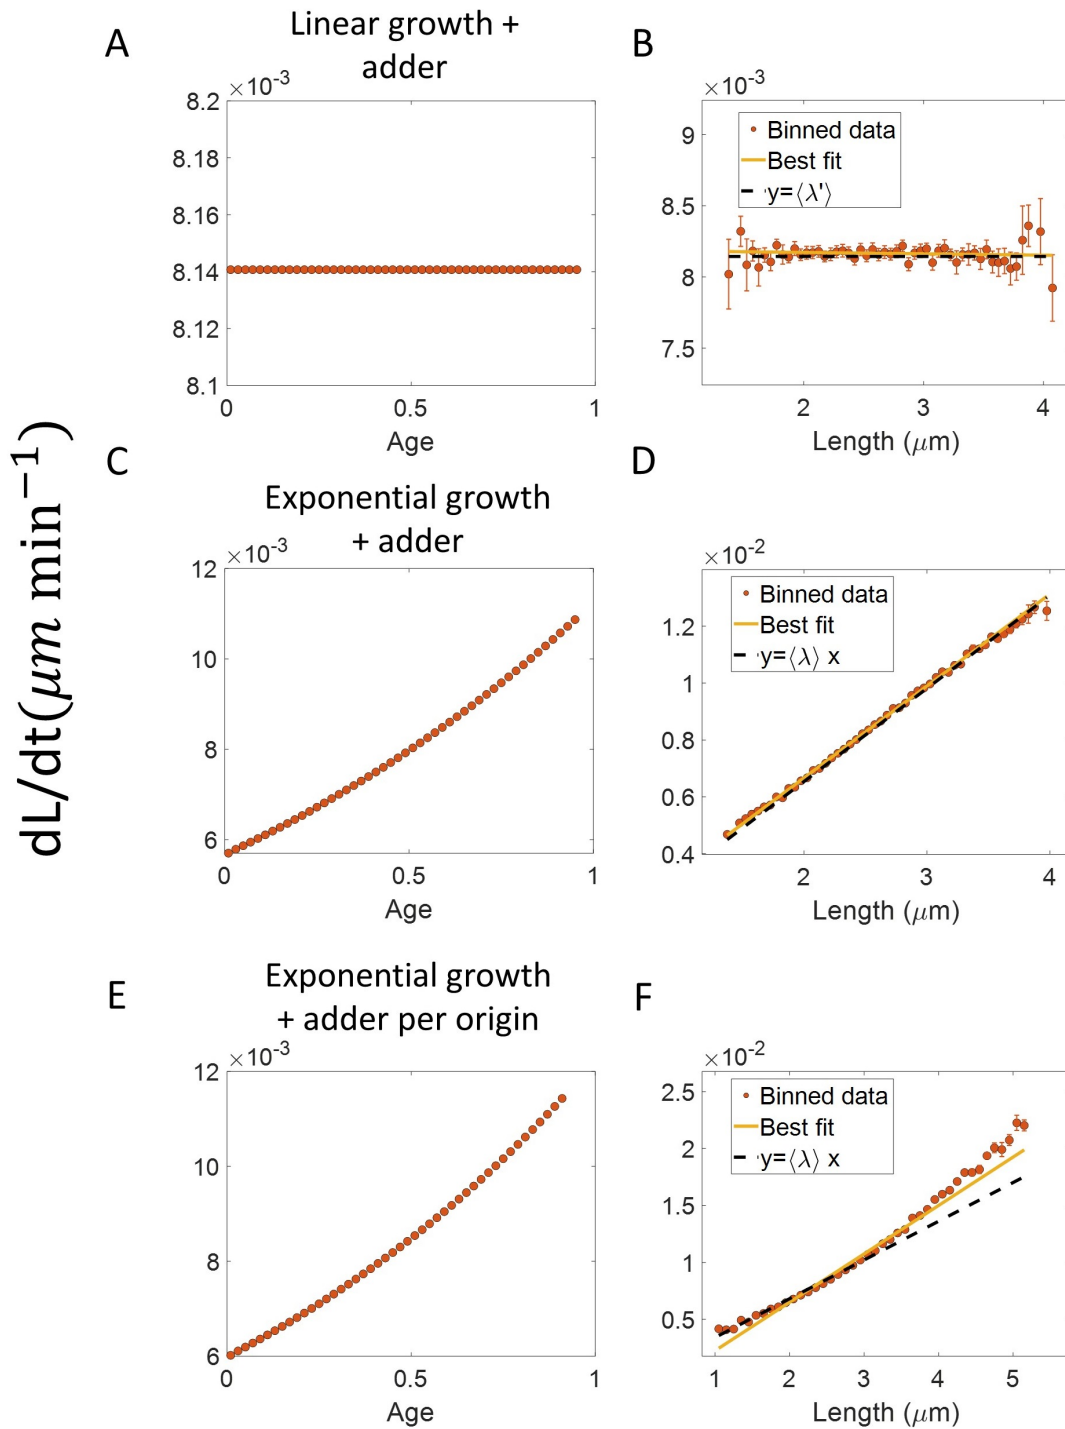 dL/dt(μm min⁻¹)
A
Linear growth +
adder
×10⁻³
8.2
8.18
8.16
8.14
8.12
8.1
0 0.5 1
Age
B
×10⁻³
9
8.5
8
7.5
Binned data
Best fit
y=⟨λ'⟩
2 3 4
Length (μm)
C
Exponential growth
+ adder
×10⁻³
12
10
8
6
0 0.5 1
Age
D
×10⁻²
1.2
1
0.8
0.6
0.4
Binned data
Best fit
y=⟨λ⟩ x
2 3 4
Length (μm)
E
Exponential growth
+ adder per origin
×10⁻³
12
10
8
6
0 0.5 1
Age
F
×10⁻²
2.5
2
1.5
1
0.5
Binned data
Best fit
y=⟨λ⟩ x
1 2 3 4 5
Length (μm)